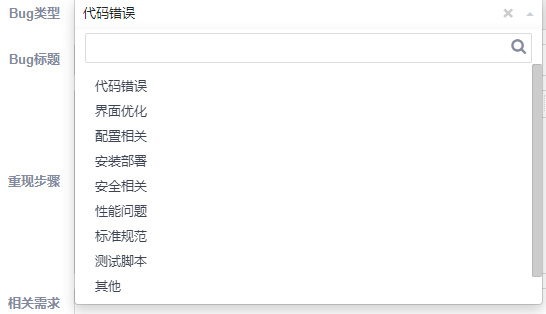 Bug类型
代码错误
Bug标题
代码错误
界面优化
配置相关
安装部署
安全相关
重现步骤
性能问题
标准规范
测试脚本
其他
相关需求